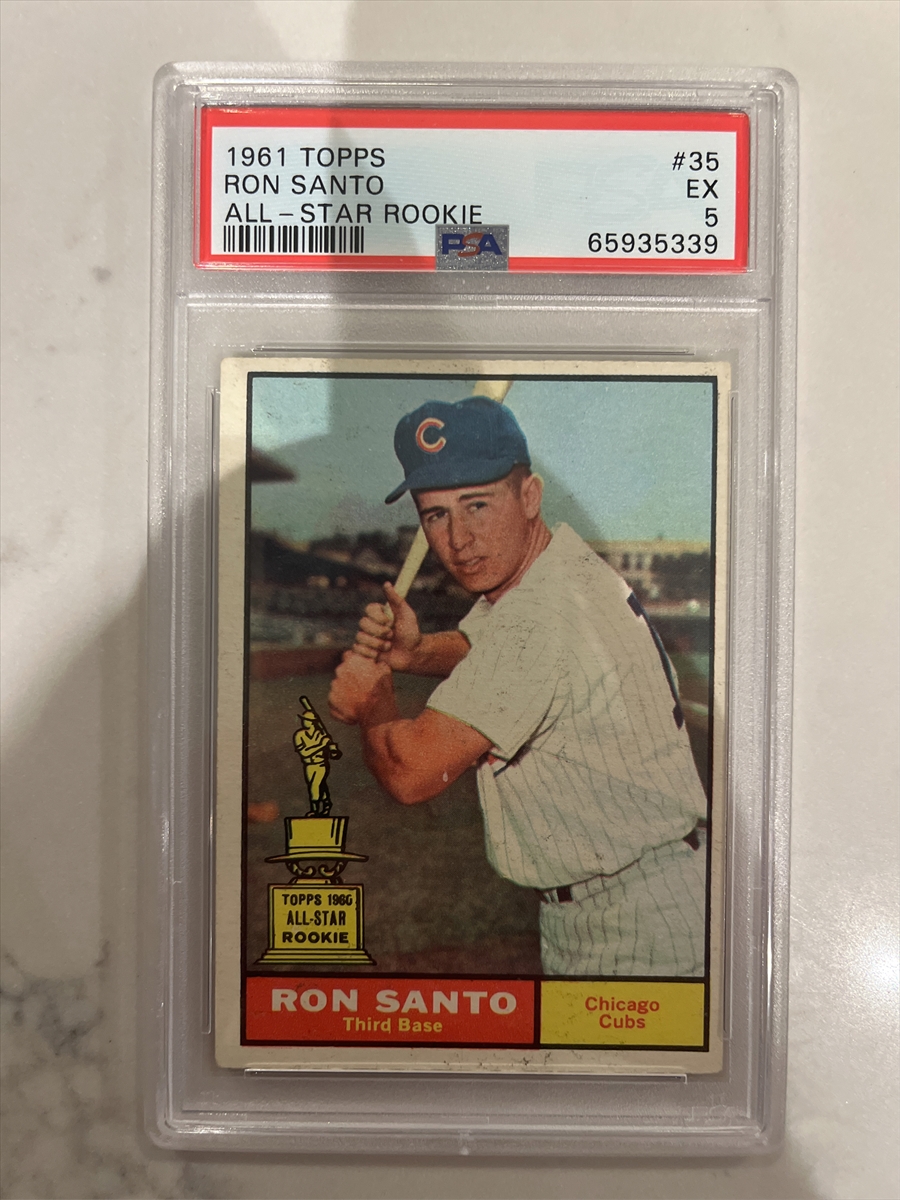 1961 TOPPS #35
RON SANTO EX
ALL-STAR ROOKIE 5
PSA 65935339
C
TOPPS 1960
ALL-STAR
ROOKIE
RON SANTO
Third Base
Chicago
Cubs